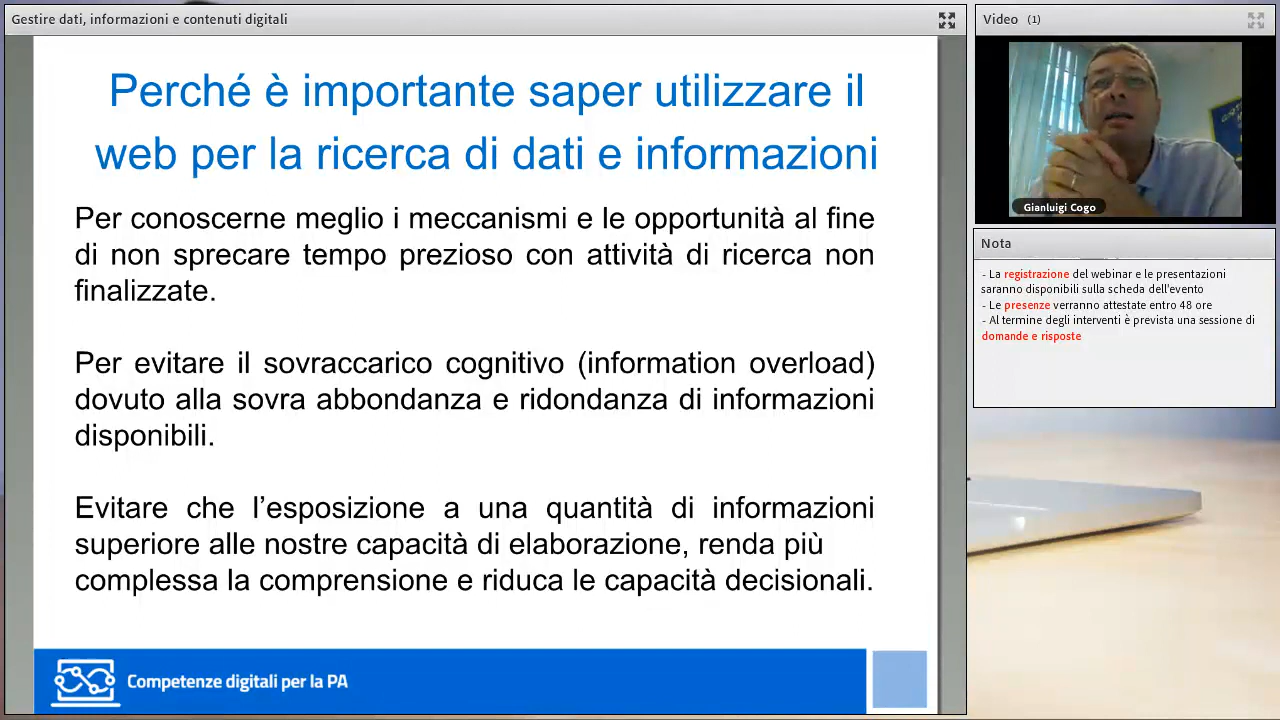 Gestire dati, informazioni e contenuti digitali
Perché è importante saper utilizzare il
web per la ricerca di dati e informazioni
Per conoscerne meglio i meccanismi e le opportunità al fine
di non sprecare tempo prezioso con attività di ricerca non
finalizzate.
Per evitare il sovraccarico cognitivo (information overload)
dovuto alla sovra abbondanza e ridondanza di informazioni
disponibili.
Evitare che l’esposizione a una quantità di informazioni
superiore alle nostre capacità di elaborazione, renda più
complessa la comprensione e riduca le capacità decisionali.
Competenze digitali per la PA
Video (1)
Gianluigi Cogo
Nota
- La registrazione del webinar e le presentazioni
saranno disponibili sulla scheda dell'evento
- Le presenze verranno attestate entro 48 ore
- Al termine degli interventi è prevista una sessione di
domande e risposte